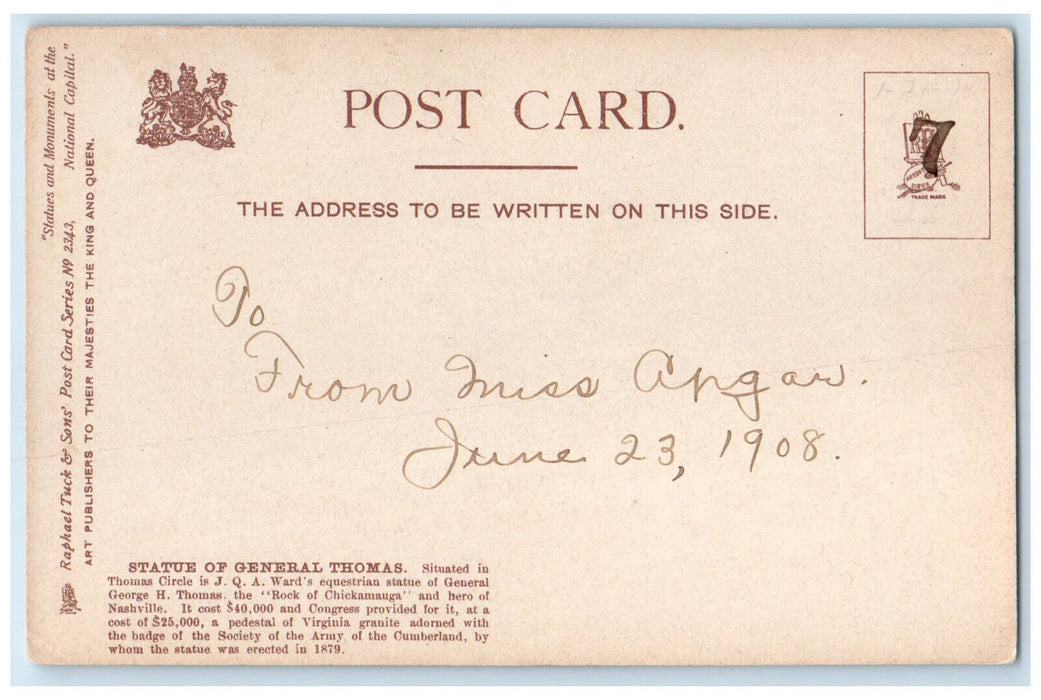 "Statues and Monuments at the
Raphael Tuck & Sons' Post Card Series Nº 2343, National Capital."
ART PUBLISHERS TO THEIR MAJESTIES THE KING AND QUEEN.
POST CARD.
THE ADDRESS TO BE WRITTEN ON THIS SIDE.
7
TRADE MARK
To
From Miss Apgar.
June 23, 1908.
STATUE OF GENERAL THOMAS. Situated in
Thomas Circle is J. Q. A. Ward's equestrian statue of General
George H. Thomas, the "Rock of Chickamauga" and hero of
Nashville. It cost $40,000 and Congress provided for it, at a
cost of $25,000, a pedestal of Virginia granite adorned with
the badge of the Society of the Army of the Cumberland, by
whom the statue was erected in 1879.